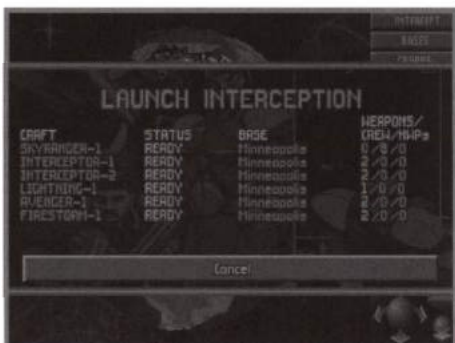 INTERCEPT
BASES
LAUNCH INTERCEPTION
CRAFT STATUS BASE WEAPONS/
CREW/HWPs
SKYRANGER-1 READY Minneapolis 0/8/0
INTERCEPTOR-1 READY Minneapolis 2/0/0
INTERCEPTOR-2 READY Minneapolis 2/0/0
LIGHTNING-1 READY Minneapolis 1/0/0
AVENGER-1 READY Minneapolis 2/0/0
FIRESTORM-1 READY Minneapolis 2/0/0
Cancel